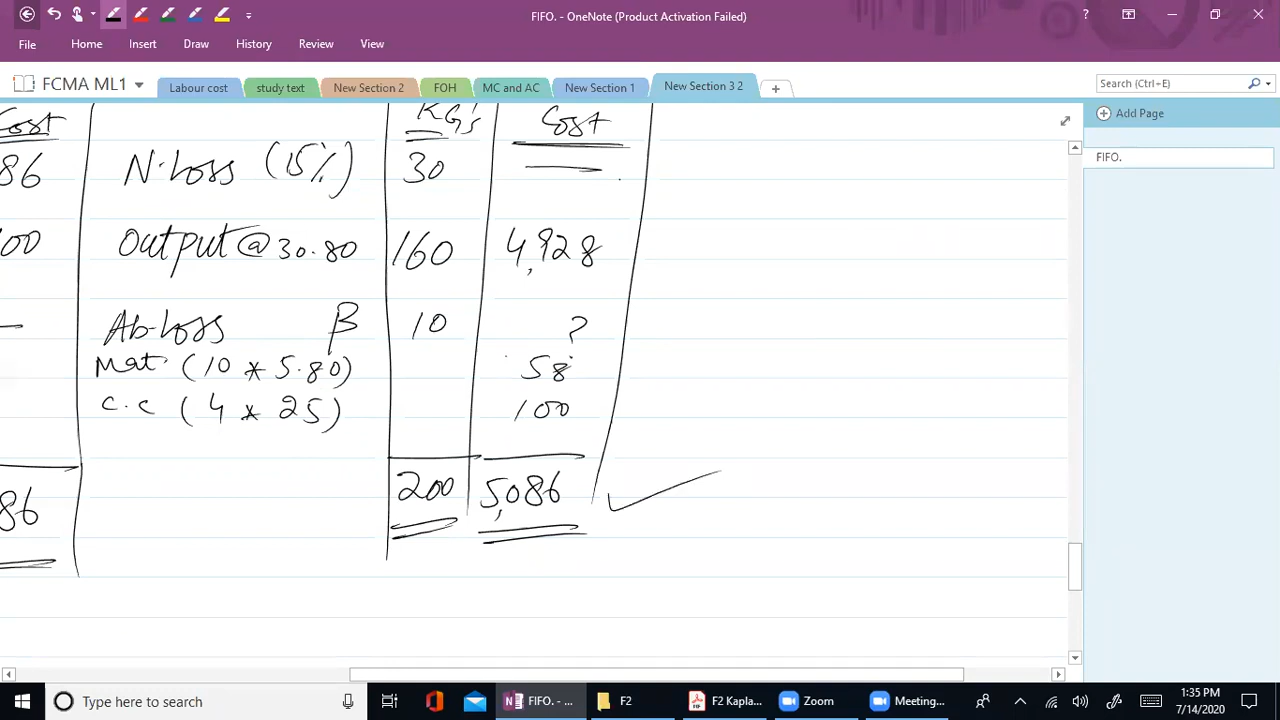 FIFO. - OneNote (Product Activation Failed)
File Home Insert Draw History Review View
FCMA ML1 Labour cost study text New Section 2 FOH MC and AC New Section 1 New Section 3 2 Search (Ctrl+E)
Add Page
FIFO.
Cost KG's Cost
86 N·Loss (15%) 30
00 Output @ 30.80 160 4,928
Ab-Loss β 10 ?
Mat· (10 * 5.80) 58
C.C (4 * 25) 100
86 200 5,086
Type here to search FIFO. - ... F2 F2 Kapla... Zoom Meeting... 1:35 PM
7/14/2020